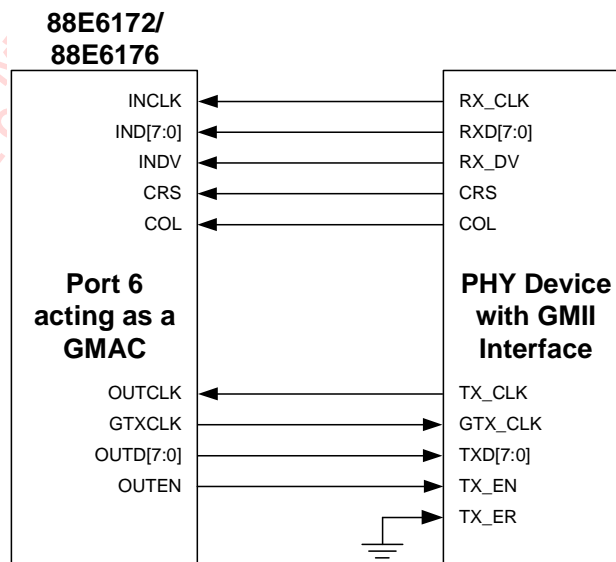 88E6172/
88E6176
INCLK RX_CLK
IND[7:0] RXD[7:0]
INDV RX_DV
CRS CRS
COL COL
Port 6
acting as a
GMAC
PHY Device
with GMII
Interface
OUTCLK TX_CLK
GTXCLK GTX_CLK
OUTD[7:0] TXD[7:0]
OUTEN TX_EN
TX_ER